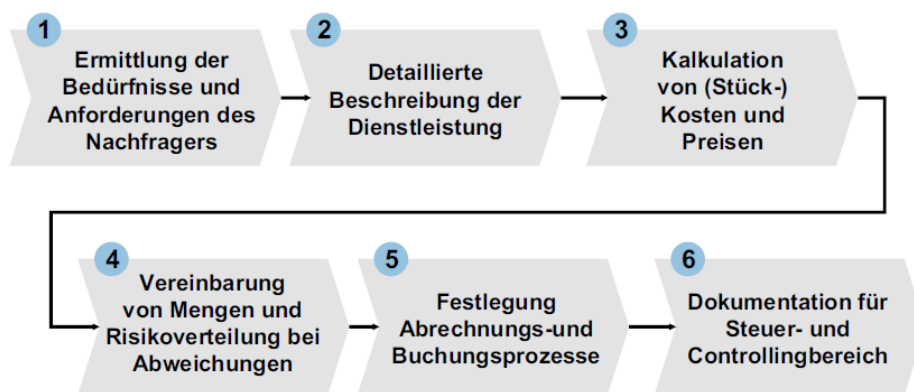 1
Ermittlung der
Bedürfnisse und
Anforderungen des
Nachfragers
2
Detaillierte
Beschreibung der
Dienstleistung
3
Kalkulation
von (Stück-)
Kosten und
Preisen
4
Vereinbarung
von Mengen und
Risikoverteilung bei
Abweichungen
5
Festlegung
Abrechnungs-und
Buchungsprozesse
6
Dokumentation für
Steuer- und
Controllingbereich